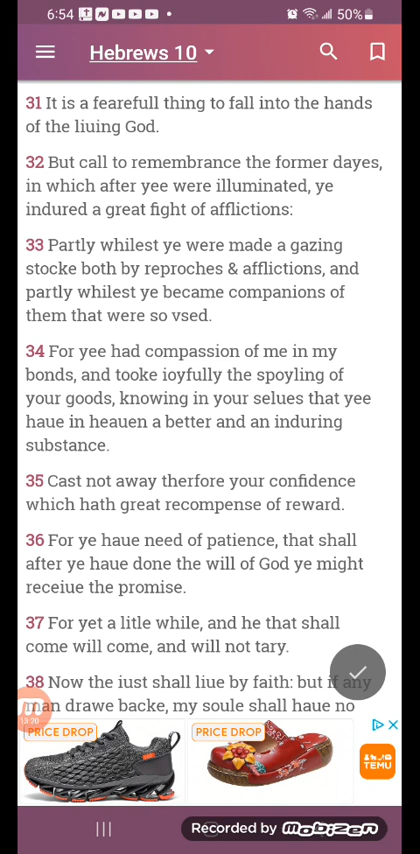 6:54
50%
Hebrews 10
31 It is a fearefull thing to fall into the hands
of the liuing God.
32 But call to remembrance the former dayes,
in which after yee were illuminated, ye
indured a great fight of afflictions:
33 Partly whilest ye were made a gazing
stocke both by reproches & afflictions, and
partly whilest ye became companions of
them that were so vsed.
34 For yee had compassion of me in my
bonds, and tooke ioyfully the spoyling of
your goods, knowing in your selues that yee
haue in heauen a better and an induring
substance.
35 Cast not away therfore your confidence
which hath great recompense of reward.
36 For ye haue need of patience, that shall
after ye haue done the will of God ye might
receiue the promise.
37 For yet a litle while, and he that shall
come will come, and will not tary.
38 Now the iust shall liue by faith: but if any
man drawe backe, my soule shall haue no
13:20
PRICE DROP
PRICE DROP
TEMU
Recorded by mobizen